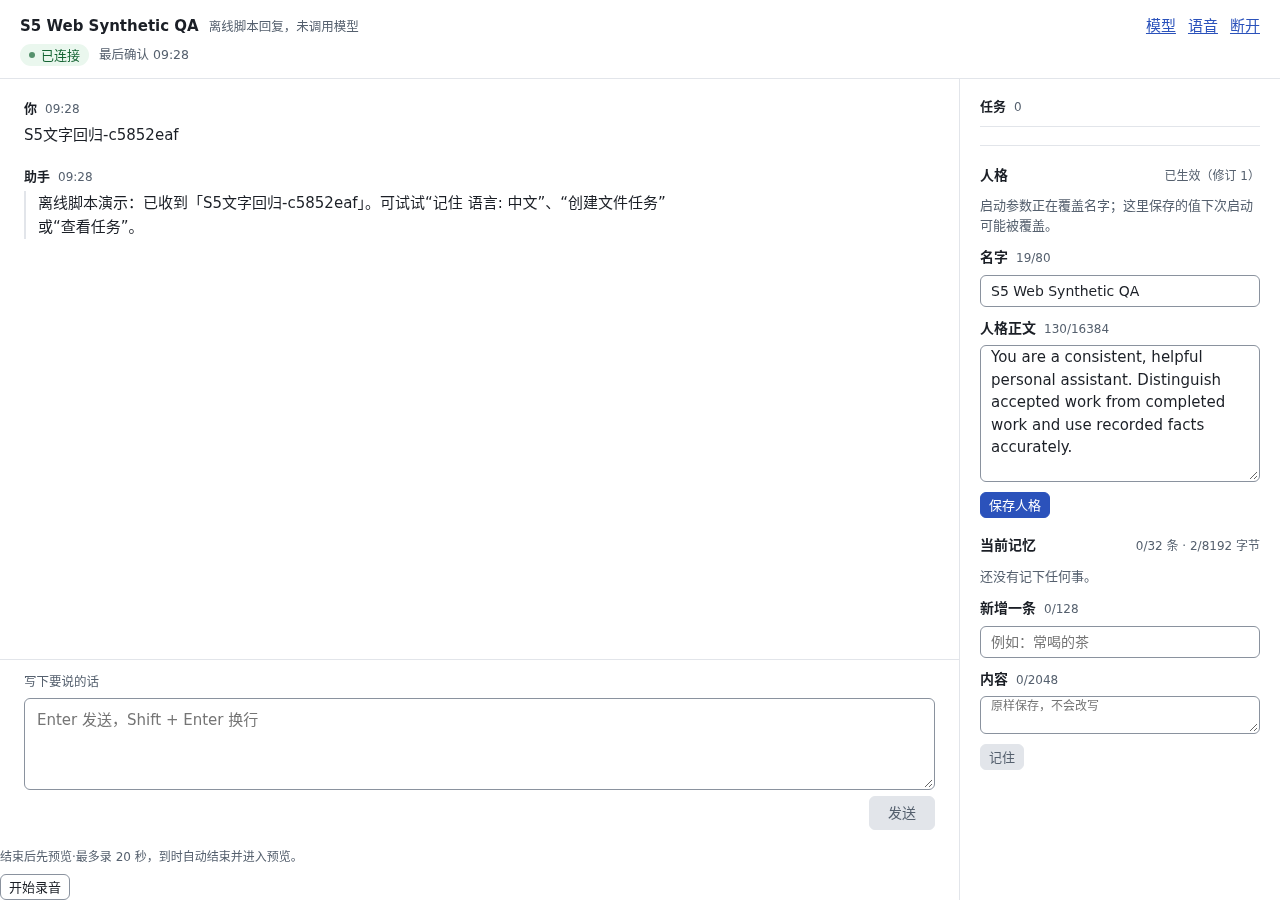 S5 Web Synthetic QA 离线脚本回复，未调用模型
模型 语音 断开
已连接 最后确认 09:28
你 09:28
S5文字回归-c5852eaf
助手 09:28
离线脚本演示：已收到「S5文字回归-c5852eaf」。可试试“记住 语言: 中文”、“创建文件任务”
或“查看任务”。
写下要说的话
Enter 发送，Shift + Enter 换行
发送
结束后先预览·最多录 20 秒，到时自动结束并进入预览。
开始录音
任务 0
人格 已生效（修订 1）
启动参数正在覆盖名字；这里保存的值下次启动
可能被覆盖。
名字 19/80
S5 Web Synthetic QA
人格正文 130/16384
You are a consistent, helpful
personal assistant. Distinguish
accepted work from completed
work and use recorded facts
accurately.
保存人格
当前记忆 0/32 条 · 2/8192 字节
还没有记下任何事。
新增一条 0/128
例如：常喝的茶
内容 0/2048
原样保存，不会改写
记住